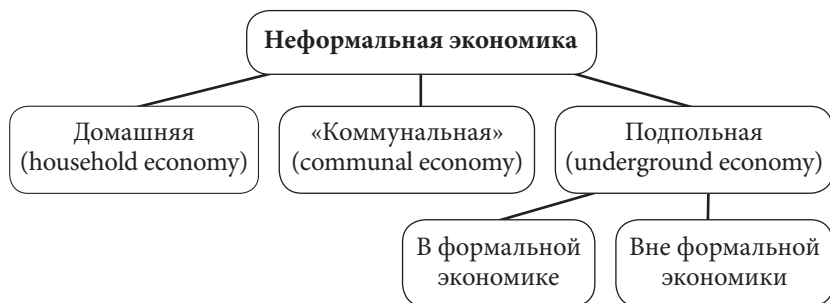 Неформальная экономика
Домашняя
(household economy)
«Коммунальная»
(communal economy)
Подпольная
(underground economy)
В формальной
экономике
Вне формальной
экономики